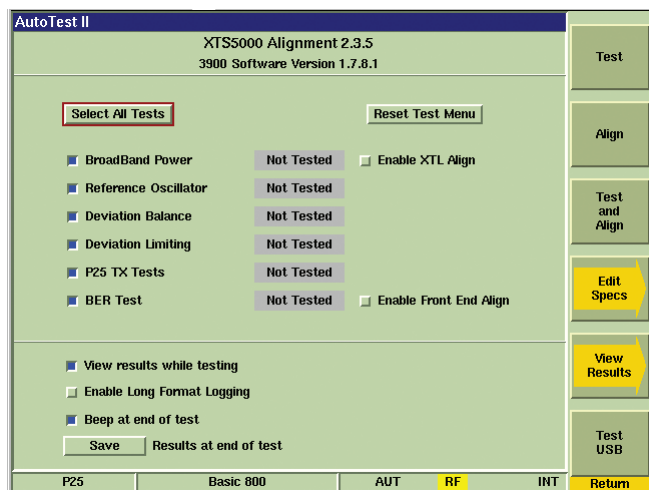 AutoTest II
XTS5000 Alignment 2.3.5
3900 Software Version 1.7.8.1
Select All Tests
Reset Test Menu
BroadBand Power Not Tested Enable XTL Align
Reference Oscillator Not Tested
Deviation Balance Not Tested
Deviation Limiting Not Tested
P25 TX Tests Not Tested
BER Test Not Tested Enable Front End Align
View results while testing
Enable Long Format Logging
Beep at end of test
Save Results at end of test
P25 Basic 800 AUT RF INT
Test
Align
Test
and
Align
Edit
Specs
View
Results
Test
USB
Return